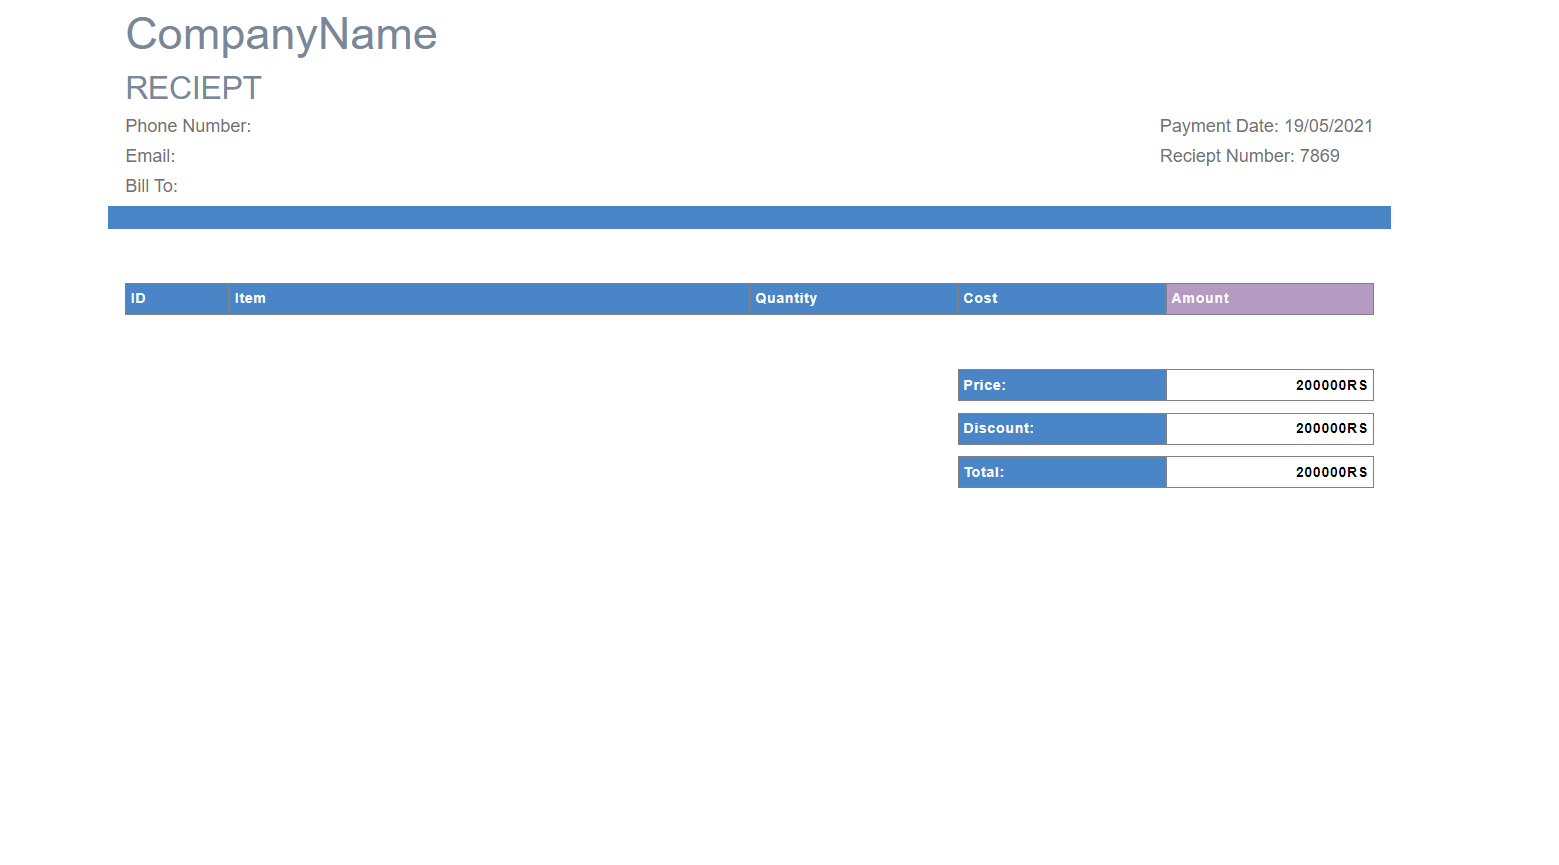 CompanyName
RECIEPT
Phone Number:
Payment Date: 19/05/2021
Email:
Reciept Number: 7869
Bill To:
ID Item Quantity Cost Amount
Price: 200000RS
Discount: 200000RS
Total: 200000RS